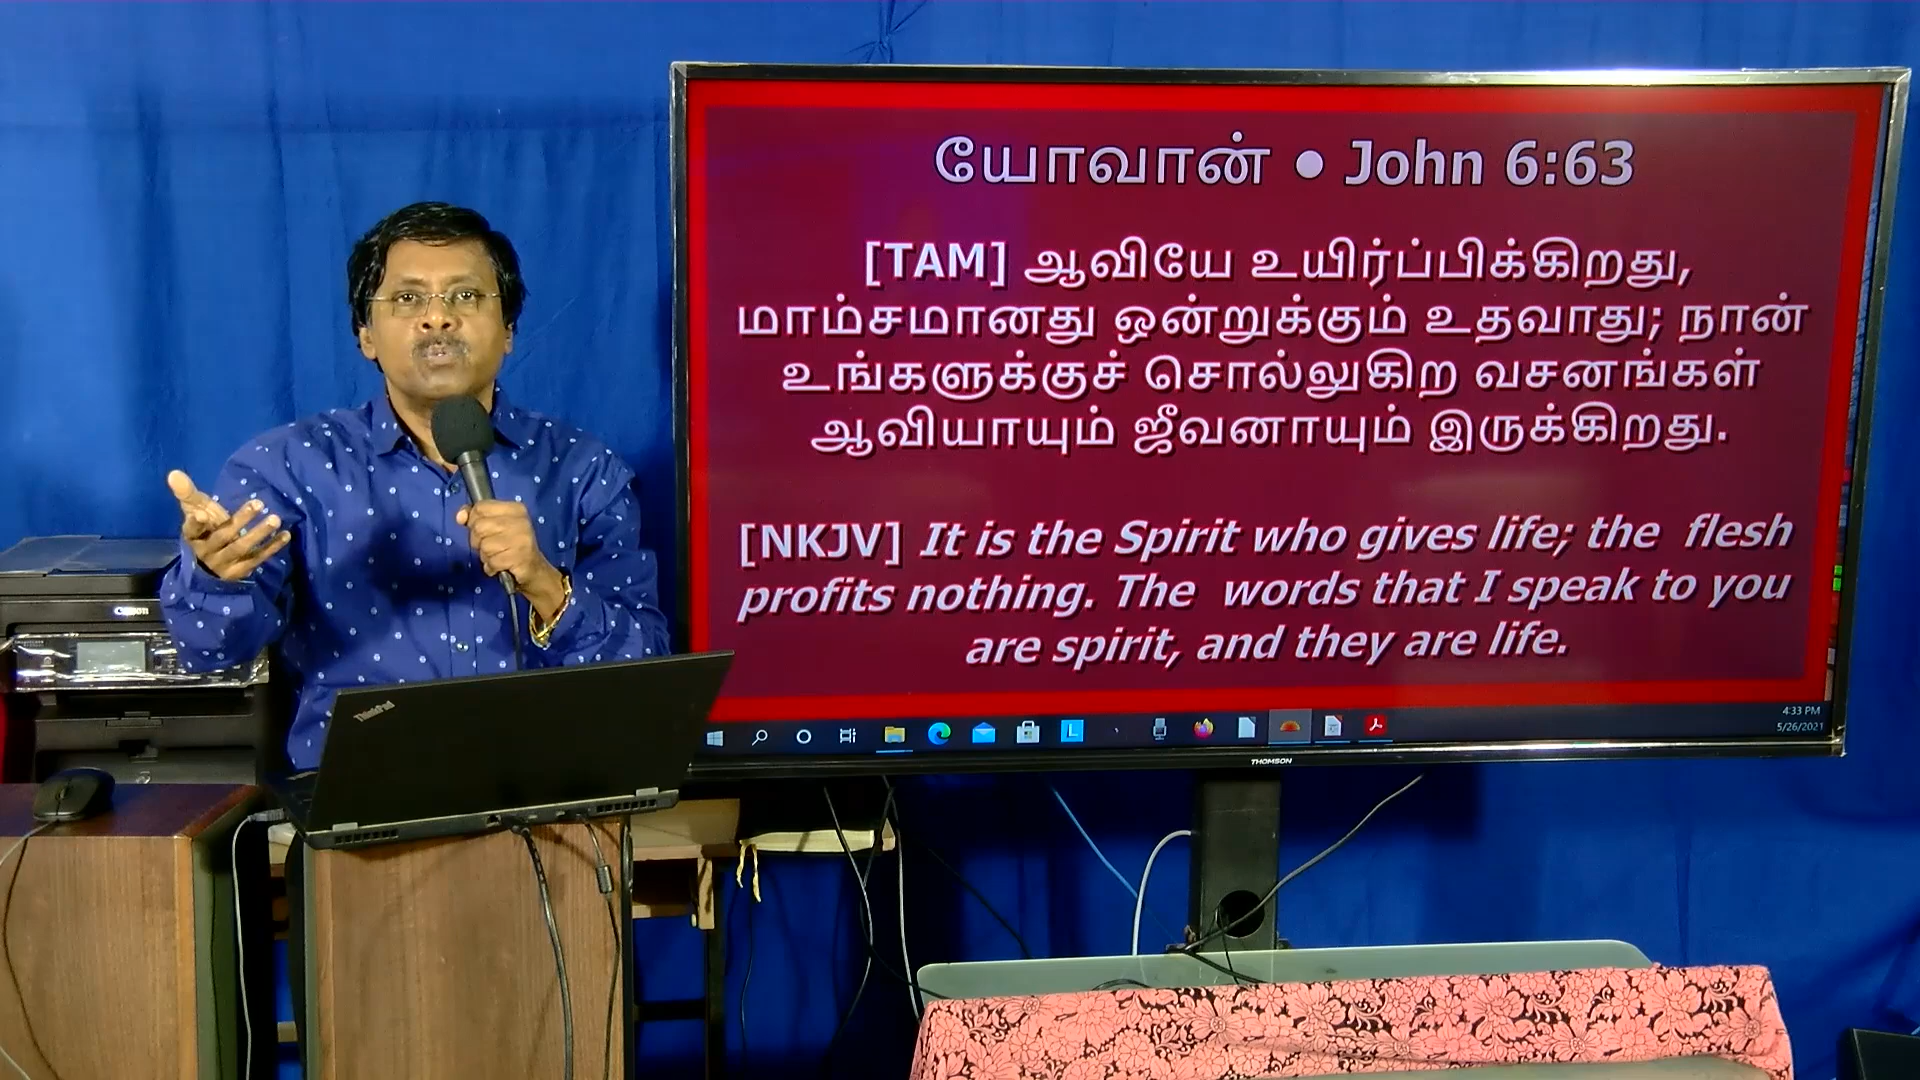 யோவான் • John 6:63
[TAM] ஆவியே உயிர்ப்பிக்கிறது,
மாம்சமானது ஒன்றுக்கும் உதவாது; நான்
உங்களுக்குச் சொல்லுகிற வசனங்கள்
ஆவியாயும் ஜீவனாயும் இருக்கிறது.
[NKJV] It is the Spirit who gives life; the flesh
profits nothing. The words that I speak to you
are spirit, and they are life.
4:33 PM
5/26/2021
L
THOMSON
Canon
ThinkPad